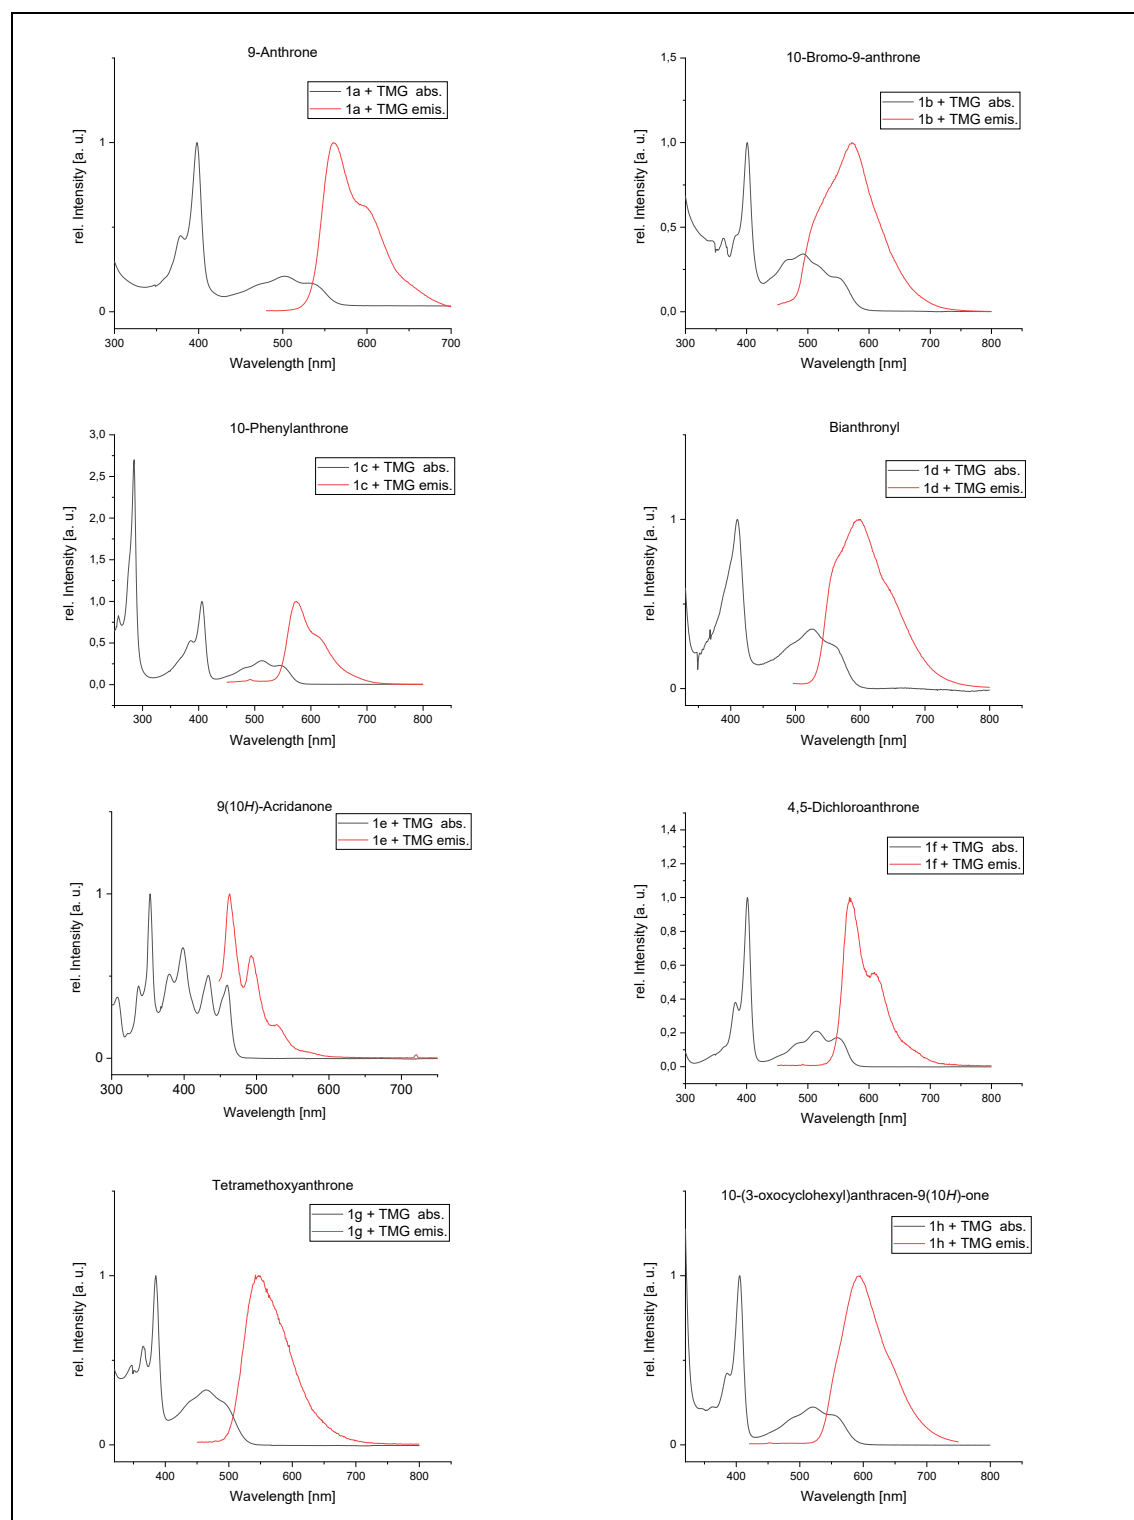 9-Anthrone
1a + TMG abs.
1a + TMG emis.
rel. Intensity [a. u.]
1
0
300 400 500 600 700
Wavelength [nm]
10-Bromo-9-anthrone
1b + TMG abs.
1b + TMG emis.
rel. Intensity [a. u.]
1,5
1,0
0,5
0,0
300 400 500 600 700 800
Wavelength [nm]
10-Phenylanthrone
1c + TMG abs.
1c + TMG emis.
rel. Intensity [a. u.]
3,0
2,5
2,0
1,5
1,0
0,5
0,0
300 400 500 600 700 800
Wavelength [nm]
Bianthronyl
1d + TMG abs.
1d + TMG emis.
rel. Intensity [a. u.]
1
0
400 500 600 700 800
Wavelength [nm]
9(10H)-Acridanone
1e + TMG abs.
1e + TMG emis.
rel. Intensity [a. u.]
1
0
300 400 500 600 700
Wavelength [nm]
4,5-Dichloroanthrone
1f + TMG abs.
1f + TMG emis.
rel. Intensity [a. u.]
1,4
1,2
1,0
0,8
0,6
0,4
0,2
0,0
300 400 500 600 700 800
Wavelength [nm]
Tetramethoxyanthrone
1g + TMG abs.
1g + TMG emis.
rel. Intensity [a. u.]
1
0
400 500 600 700 800
Wavelength [nm]
10-(3-oxocyclohexyl)anthracen-9(10H)-one
1h + TMG abs.
1h + TMG emis.
rel. Intensity [a. u.]
1
0
400 500 600 700 800
Wavelength [nm]